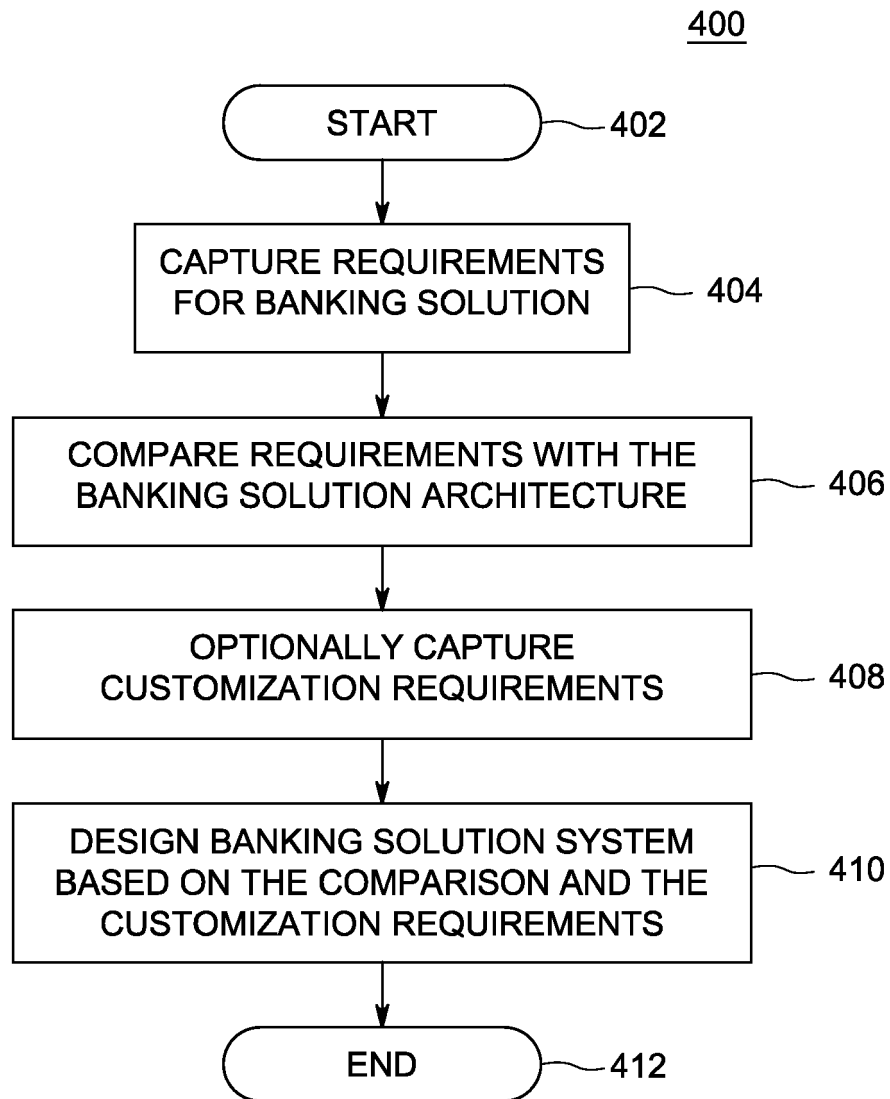 400
START
402
CAPTURE REQUIREMENTS
FOR BANKING SOLUTION
404
COMPARE REQUIREMENTS WITH THE
BANKING SOLUTION ARCHITECTURE
406
OPTIONALLY CAPTURE
CUSTOMIZATION REQUIREMENTS
408
DESIGN BANKING SOLUTION SYSTEM
BASED ON THE COMPARISON AND THE
CUSTOMIZATION REQUIREMENTS
410
END
412